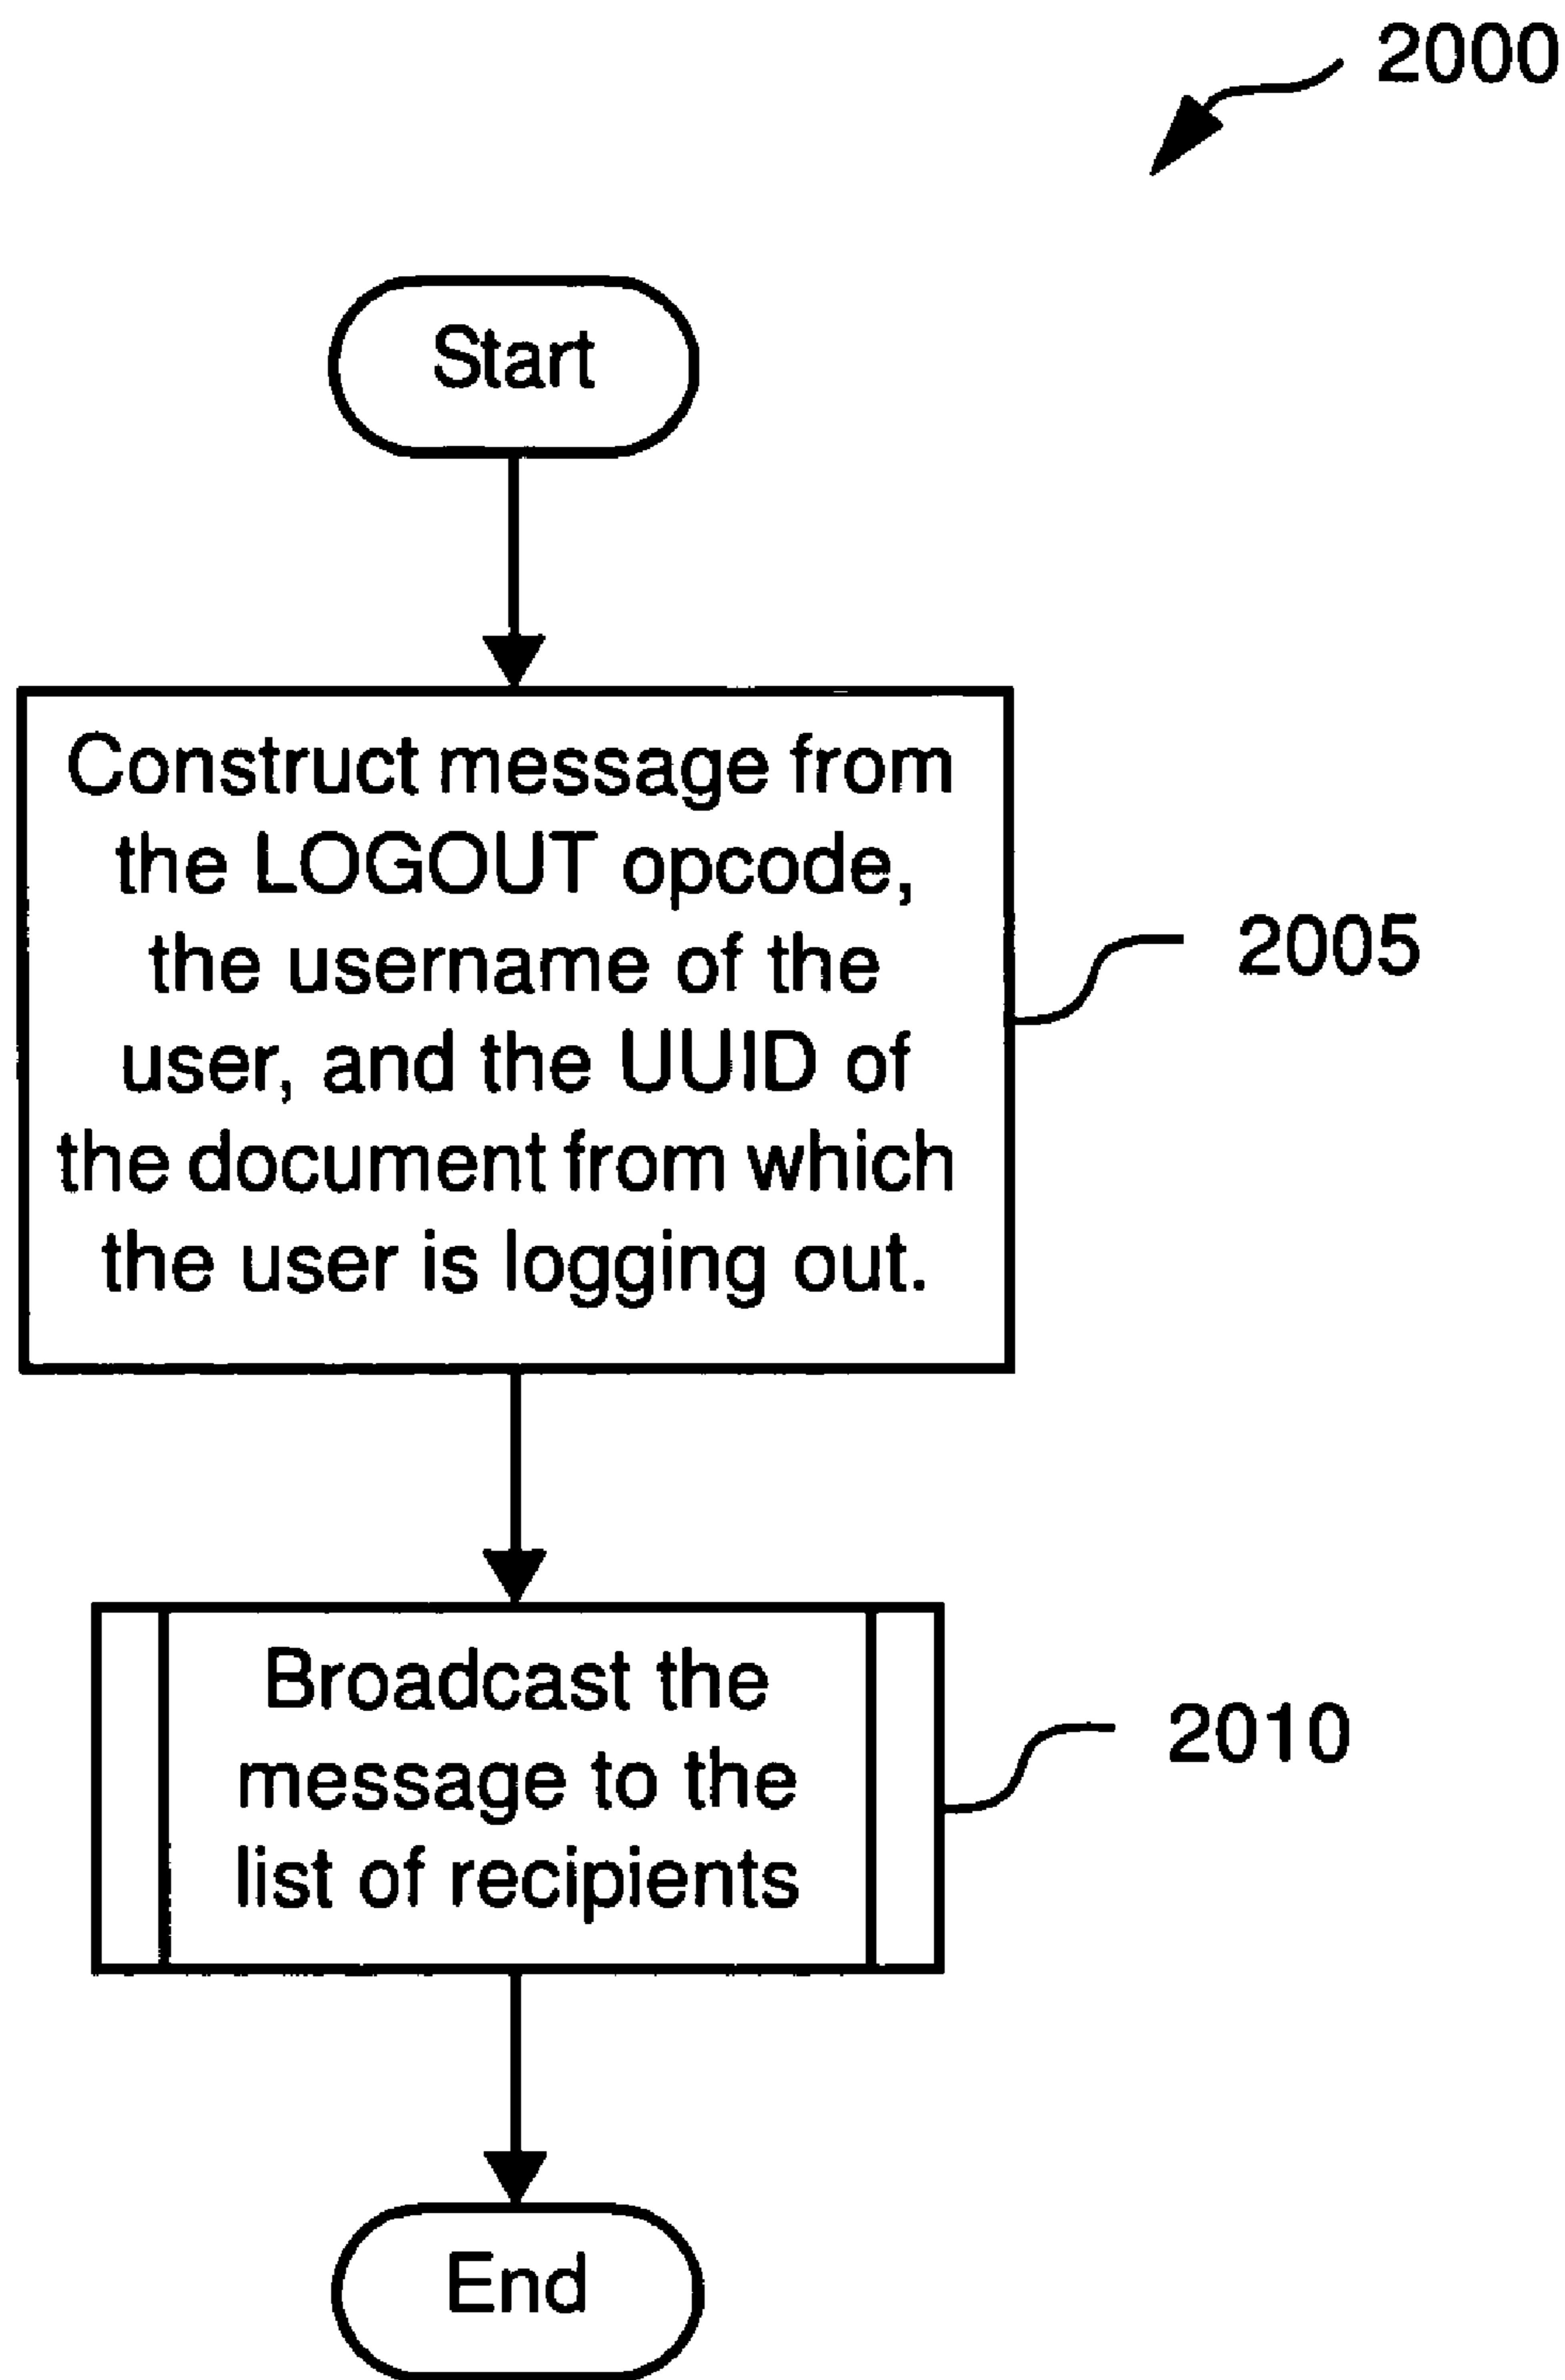 2000
Start
Construct message from
the LOGOUT opcode,
the username of the
user, and the UUID of
the document from which
the user is logging out.
2005
Broadcast the
message to the
list of recipients
2010
End